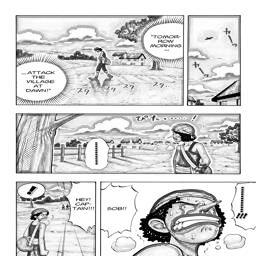 "TOMOR-
ROW
MORNING
...
...ATTACK
THE
VILLAGE
AT
DAWN!"
HEY!
CAP-
TAIN!!!
SOB!!